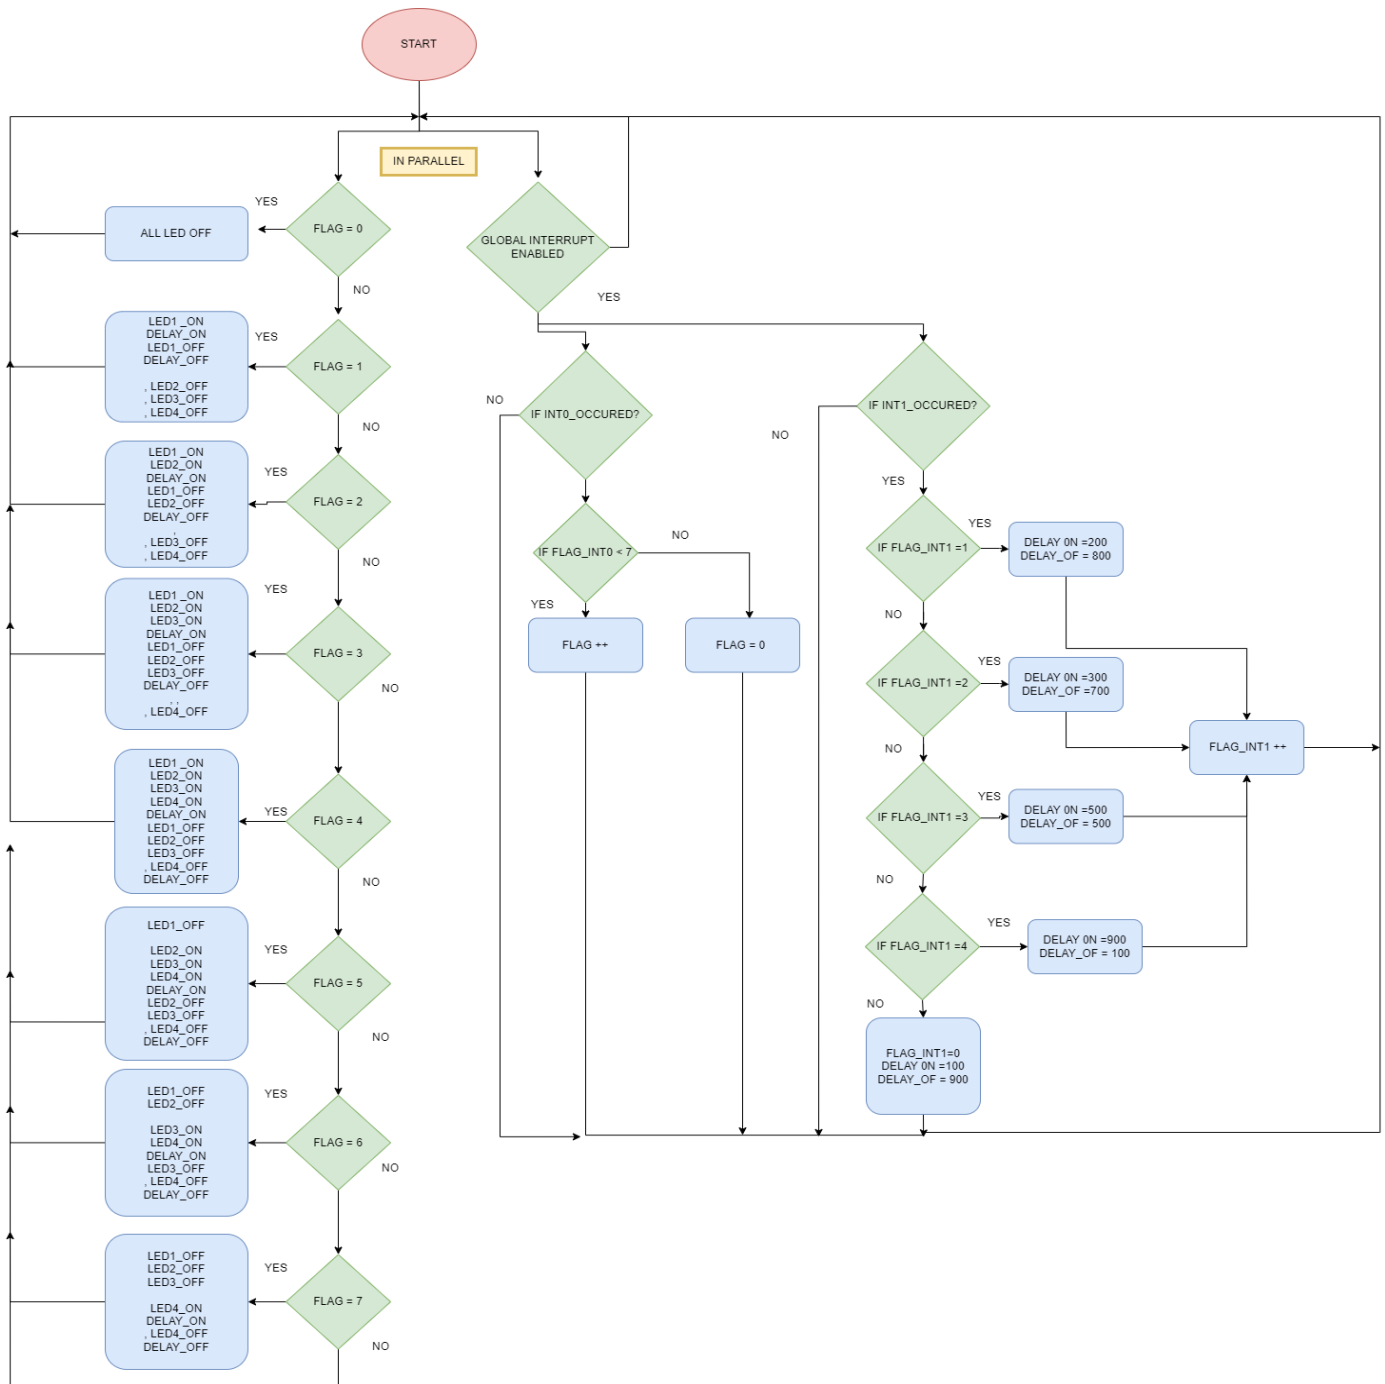 START
IN PARALLEL
YES
FLAG = 0
ALL LED OFF
NO
LED1 _ON
DELAY_ON
LED1_OFF
DELAY_OFF
, LED2_OFF
, LED3_OFF
, LED4_OFF
YES
FLAG = 1
NO
LED1 _ON
LED2_ON
DELAY_ON
LED1_OFF
LED2_OFF
DELAY_OFF
,
, LED3_OFF
, LED4_OFF
YES
FLAG = 2
NO
LED1 _ON
LED2_ON
LED3_ON
DELAY_ON
LED1_OFF
LED2_OFF
LED3_OFF
DELAY_OFF
, ,
, LED4_OFF
YES
FLAG = 3
NO
LED1 _ON
LED2_ON
LED3_ON
LED4_ON
DELAY_ON
LED1_OFF
LED2_OFF
LED3_OFF
, LED4_OFF
DELAY_OFF
YES
FLAG = 4
NO
LED1_OFF
LED2_ON
LED3_ON
LED4_ON
DELAY_ON
LED2_OFF
LED3_OFF
, LED4_OFF
DELAY_OFF
YES
FLAG = 5
NO
LED1_OFF
LED2_OFF
LED3_ON
LED4_ON
DELAY_ON
LED3_OFF
, LED4_OFF
DELAY_OFF
YES
FLAG = 6
NO
LED1_OFF
LED2_OFF
LED3_OFF
LED4_ON
DELAY_ON
, LED4_OFF
DELAY_OFF
YES
FLAG = 7
NO
GLOBAL INTERRUPT
ENABLED
YES
NO
IF INT0_OCCURED?
IF FLAG_INT0 < 7
NO
YES
FLAG ++
FLAG = 0
IF INT1_OCCURED?
NO
YES
IF FLAG_INT1 =1
YES
DELAY 0N =200
DELAY_OF = 800
NO
IF FLAG_INT1 =2
YES
DELAY 0N =300
DELAY_OF =700
NO
FLAG_INT1 ++
IF FLAG_INT1 =3
YES
DELAY 0N =500
DELAY_OF = 500
NO
IF FLAG_INT1 =4
YES
DELAY 0N =900
DELAY_OF = 100
NO
FLAG_INT1=0
DELAY 0N =100
DELAY_OF = 900